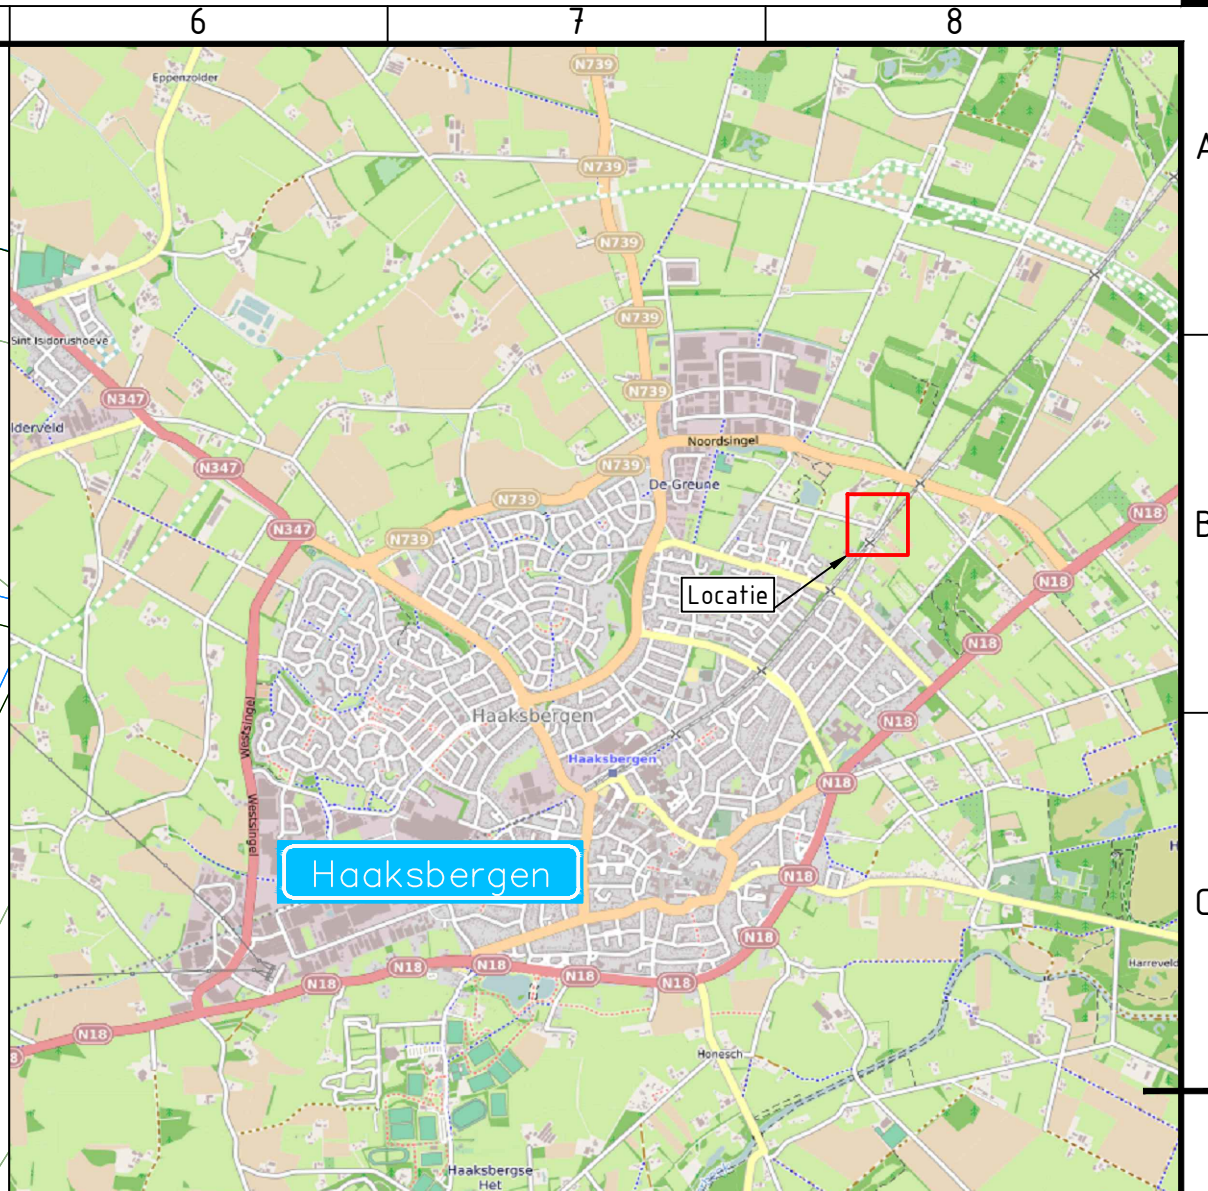 6 7 8
N739
Eppenzolder
A
N739
N739
N739
Sint Isidorushoeve
N347
N739
lderveld
Noordsingel
N347
N739
De Greune
N739
N18
B
N347
N739
N18
Locatie
N18
Westsingel
Haaksbergen
N18
Haaksbergen
N18
Westsingel
Haaksbergen
N18
H
C
N18
N18
N18
N18
N18
N18
Harreveld
N18
8
Honesch
Haaksbergse
Het